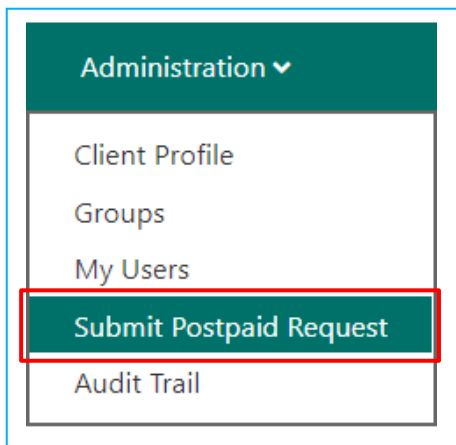 Administration
Client Profile
Groups
My Users
Submit Postpaid Request
Audit Trail